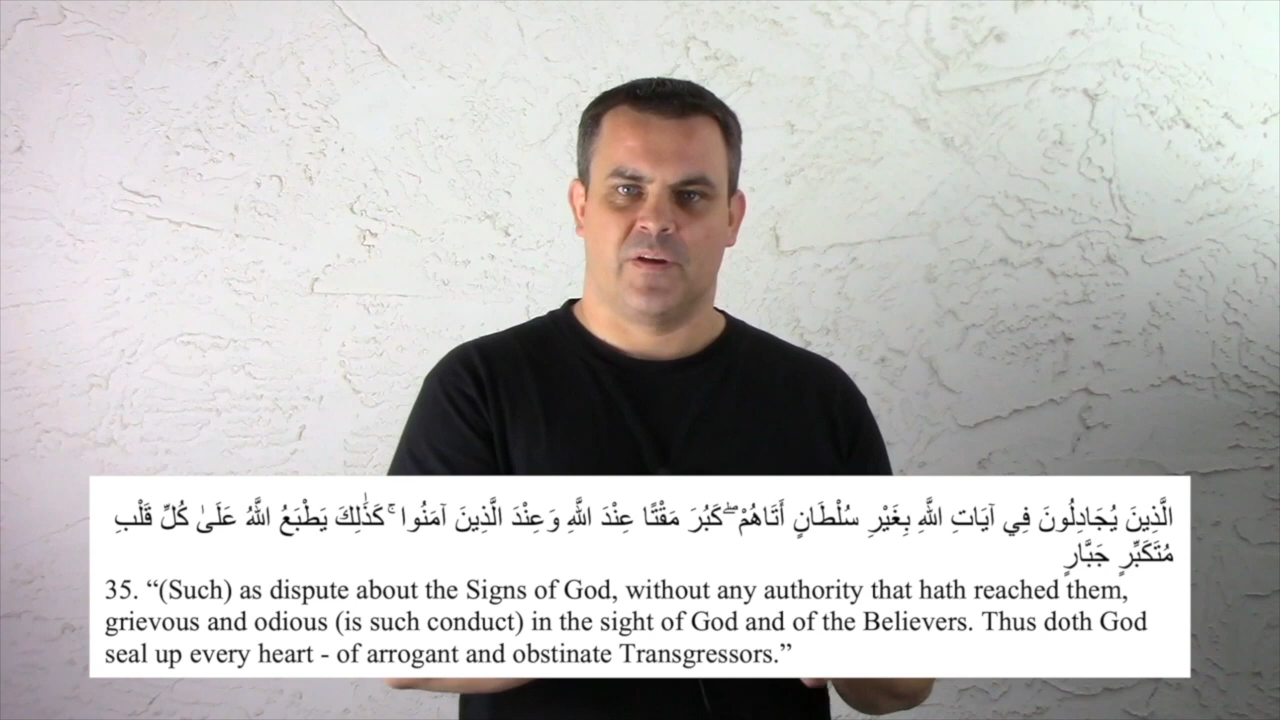 الَّذِينَ يُجَادِلُونَ فِي آيَاتِ اللَّهِ بِغَيْرِ سُلْطَانٍ أَتَاهُمْ ۖ كَبُرَ مَقْتًا عِنْدَ اللَّهِ وَعِنْدَ الَّذِينَ آمَنُوا ۚ كَذَٰلِكَ يَطْبَعُ اللَّهُ عَلَىٰ كُلِّ قَلْبِ
مُتَكَبِّرٍ جَبَّارٍ
35. “(Such) as dispute about the Signs of God, without any authority that hath reached them,
grievous and odious (is such conduct) in the sight of God and of the Believers. Thus doth God
seal up every heart - of arrogant and obstinate Transgressors.”